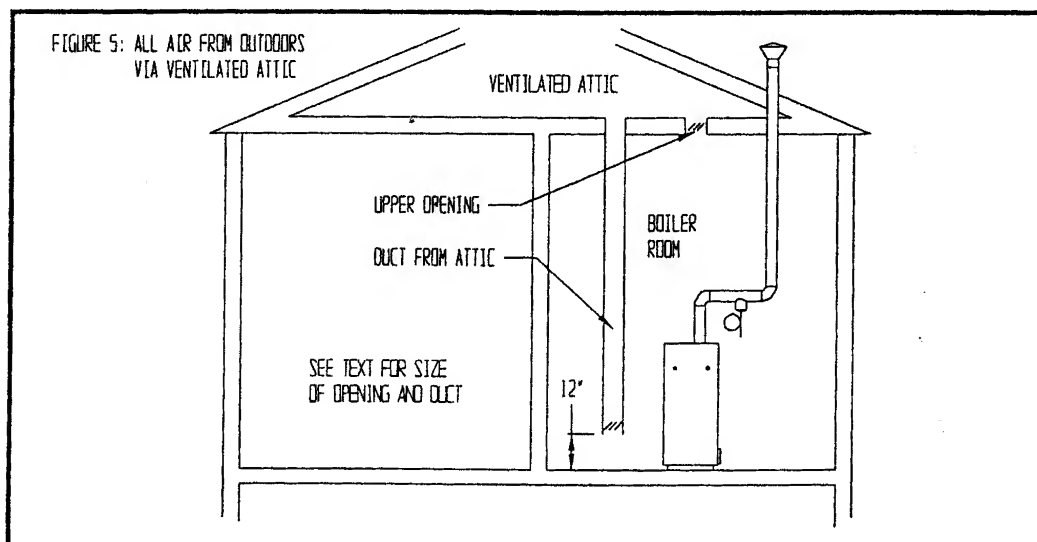 FIGURE 5: ALL AIR FROM OUTDOORS
VIA VENTILATED ATTIC
VENTILATED ATTIC
UPPER OPENING
BOILER
ROOM
DUCT FROM ATTIC
SEE TEXT FOR SIZE
OF OPENING AND DUCT
12"